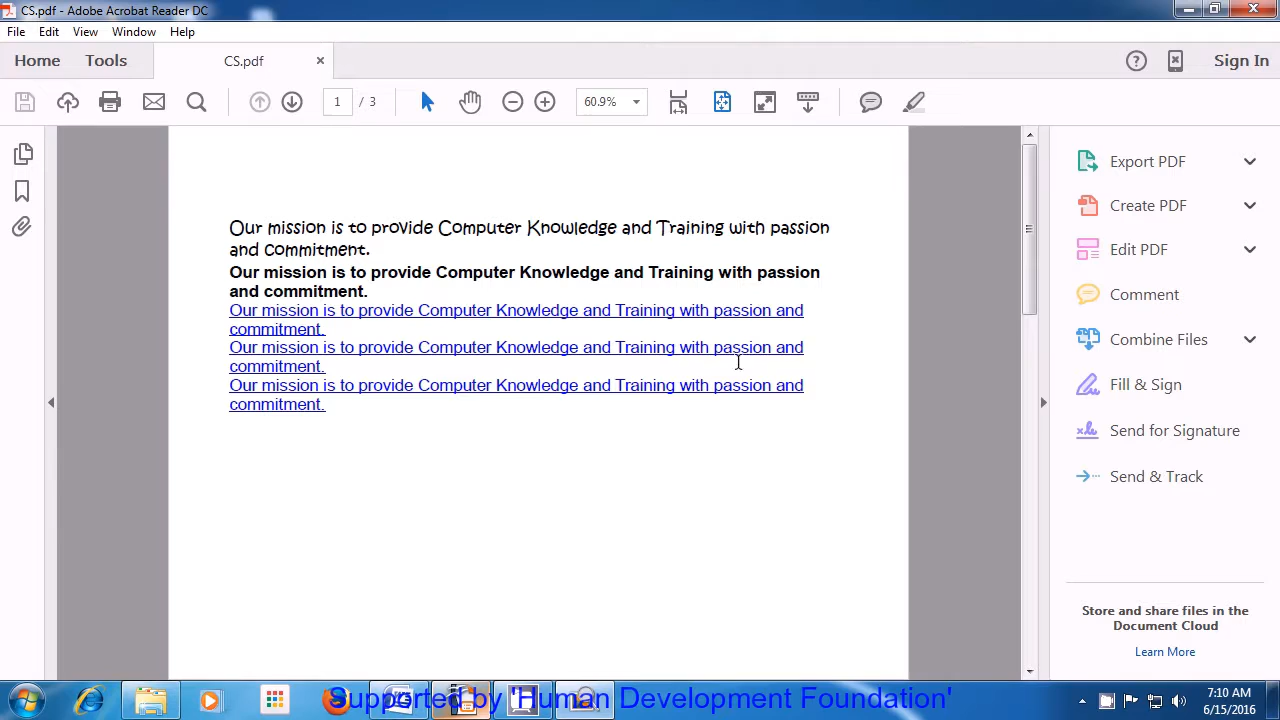 CS.pdf - Adobe Acrobat Reader DC
File Edit View Window Help
Home Tools CS.pdf × ? Sign In
1 / 3 60.9%
Our mission is to provide Computer Knowledge and Training with passion
and commitment.
Our mission is to provide Computer Knowledge and Training with passion
and commitment.
Our mission is to provide Computer Knowledge and Training with passion and
commitment.
Our mission is to provide Computer Knowledge and Training with passion and
commitment.
Our mission is to provide Computer Knowledge and Training with passion and
commitment.
Export PDF
Create PDF
Edit PDF
Comment
Combine Files
Fill & Sign
Send for Signature
Send & Track
Store and share files in the
Document Cloud
Learn More
Supported by 'Human Development Foundation'
7:10 AM
6/15/2016